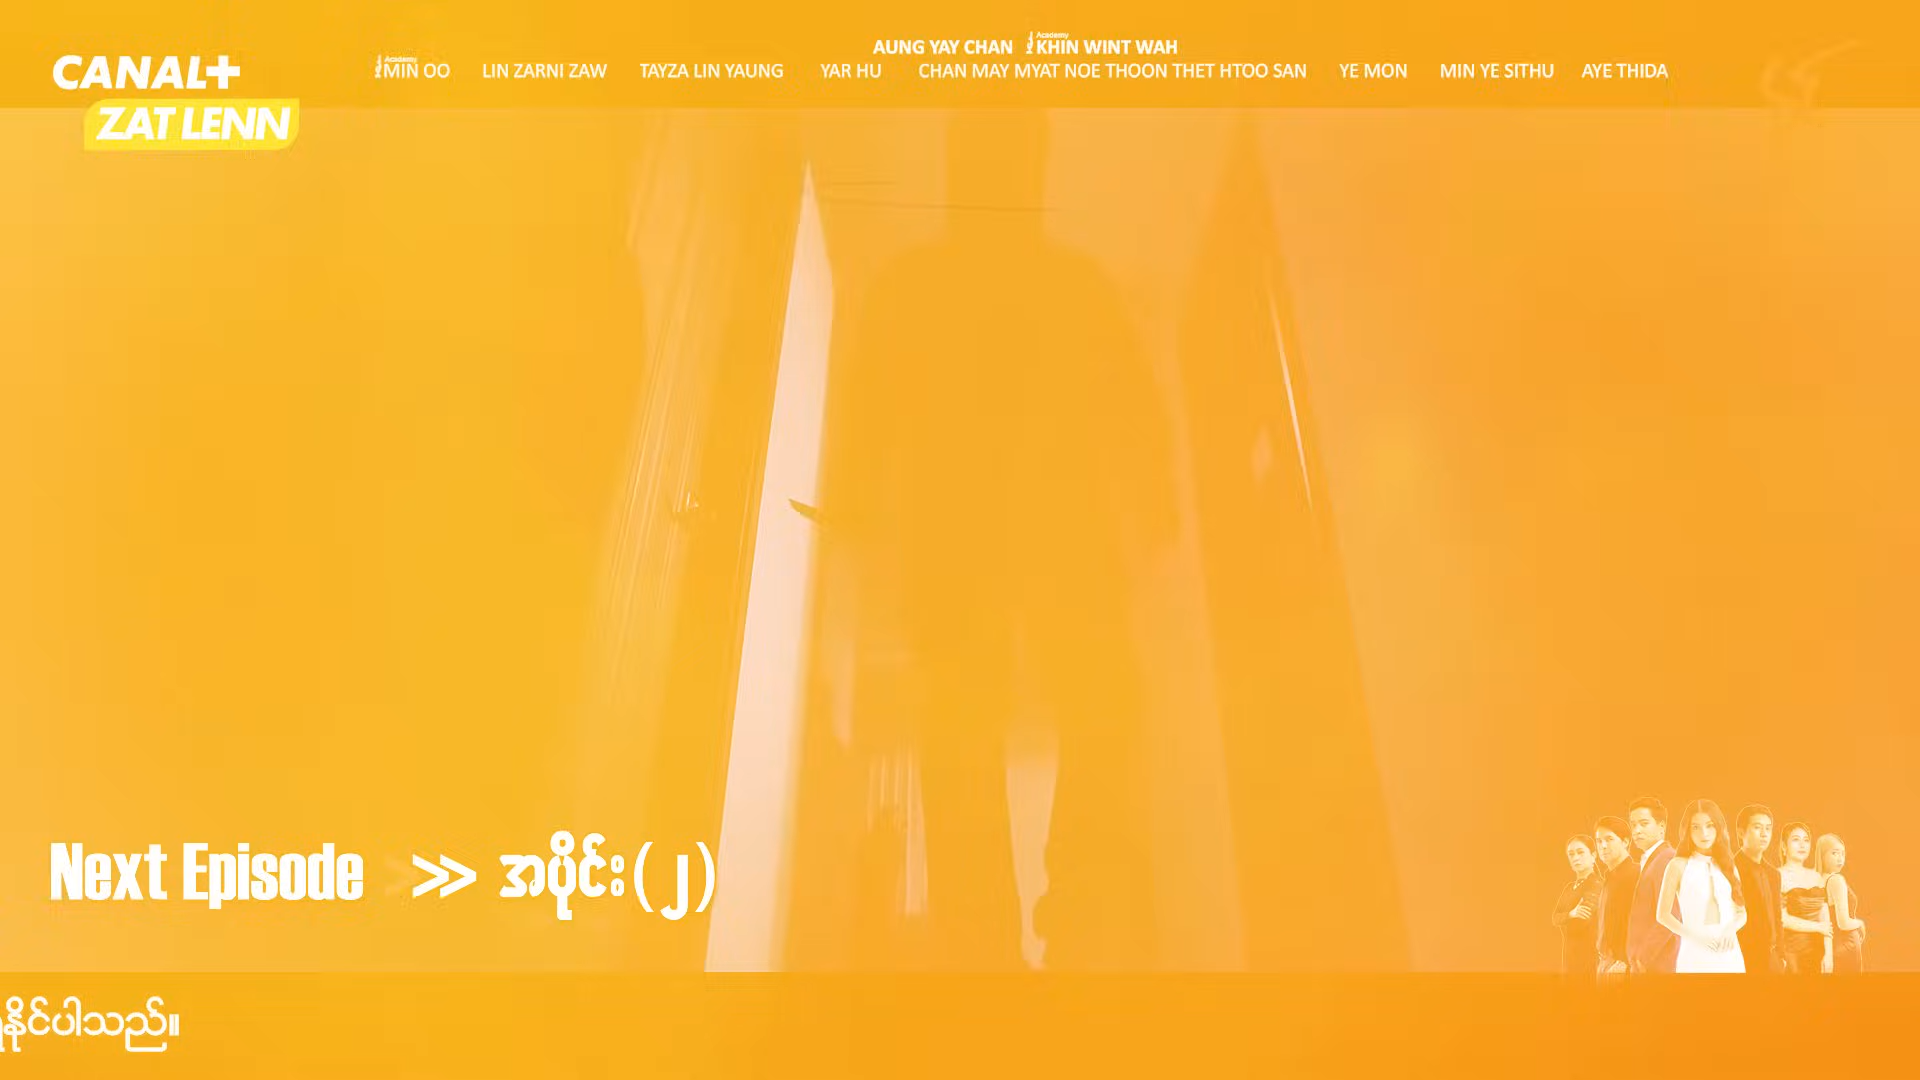 AUNG YAY CHAN Academy KHIN WINT WAH
Academy MIN OO LIN ZARNI ZAW TAYZA LIN YAUNG YAR HU CHAN MAY MYAT NOE THOON THET HTOO SAN YE MON MIN YE SITHU AYE THIDA
CANAL+
ZAT LENN
Next Episode >> အပိုင်း(၂)
နိုင်ပါသည်။